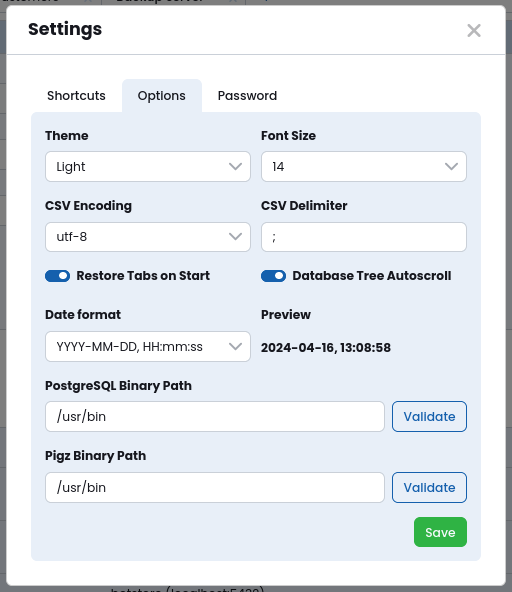 Settings
Shortcuts Options Password
Theme Font Size
Light 14
CSV Encoding CSV Delimiter
utf-8 ;
Restore Tabs on Start Database Tree Autoscroll
Date format Preview
YYYY-MM-DD, HH:mm:ss 2024-04-16, 13:08:58
PostgreSQL Binary Path
/usr/bin Validate
Pigz Binary Path
/usr/bin Validate
Save